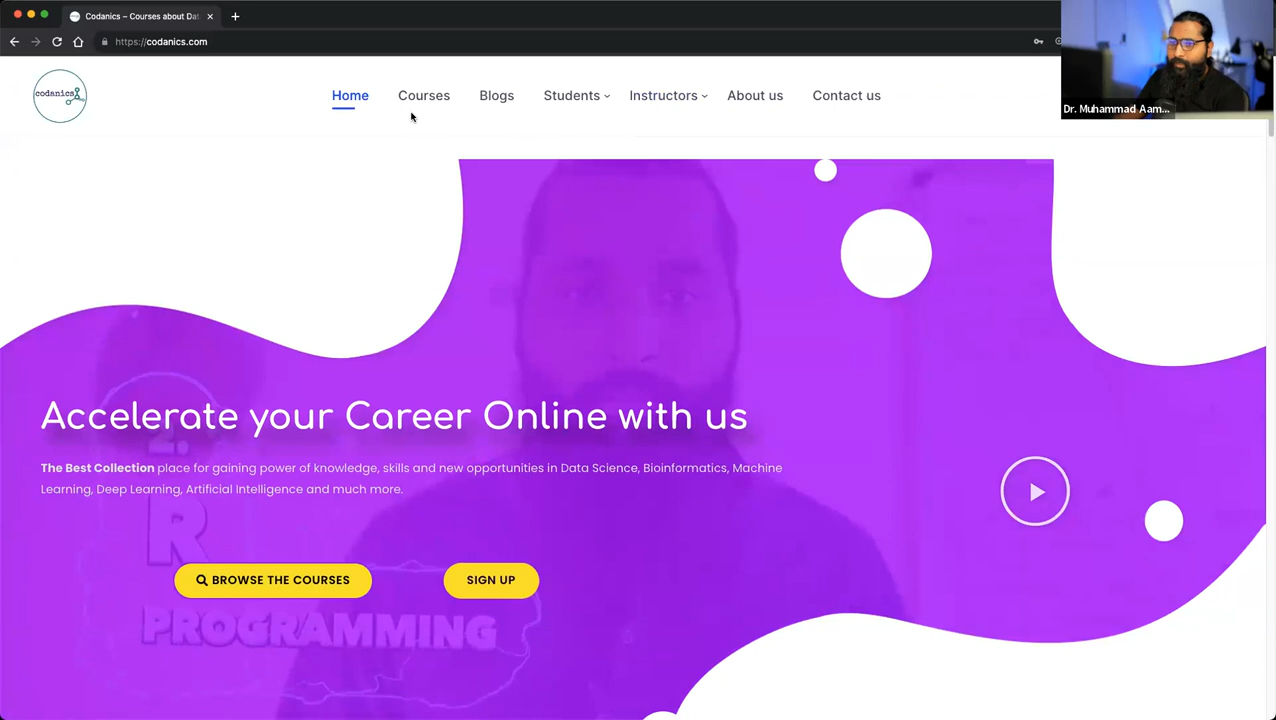 Codanics – Courses about Dat
https://codanics.com
Dr. Muhammad Aam...
codanics
Home
Courses
Blogs
Students
Instructors
About us
Contact us
Accelerate your Career Online with us
The Best Collection place for gaining power of knowledge, skills and new opportunities in Data Science, Bioinformatics, Machine
Learning, Deep Learning, Artificial Intelligence and much more.
2.
R
BROWSE THE COURSES
SIGN UP
PROGRAMMING